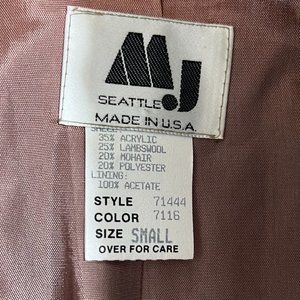 MJ
SEATTLE
MADE IN U.S.A.
SHELL:
35% ACRYLIC
25% LAMBSWOOL
20% MOHAIR
20% POLYESTER
LINING:
100% ACETATE
STYLE 71444
COLOR 7116
SIZE SMALL
OVER FOR CARE